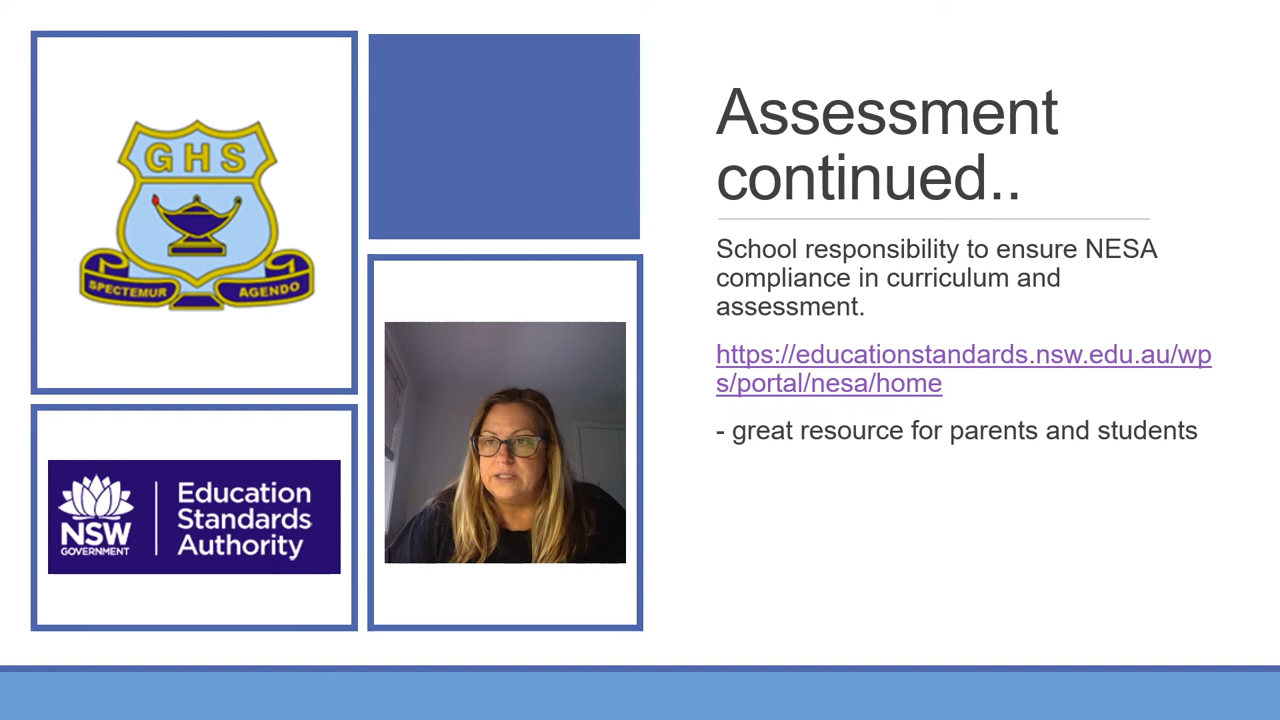 GHS
SPECTEMUR AGENDO
NSW
GOVERNMENT
Education
Standards
Authority
Assessment
continued..
School responsibility to ensure NESA
compliance in curriculum and
assessment.
https://educationstandards.nsw.edu.au/wp
s/portal/nesa/home
- great resource for parents and students